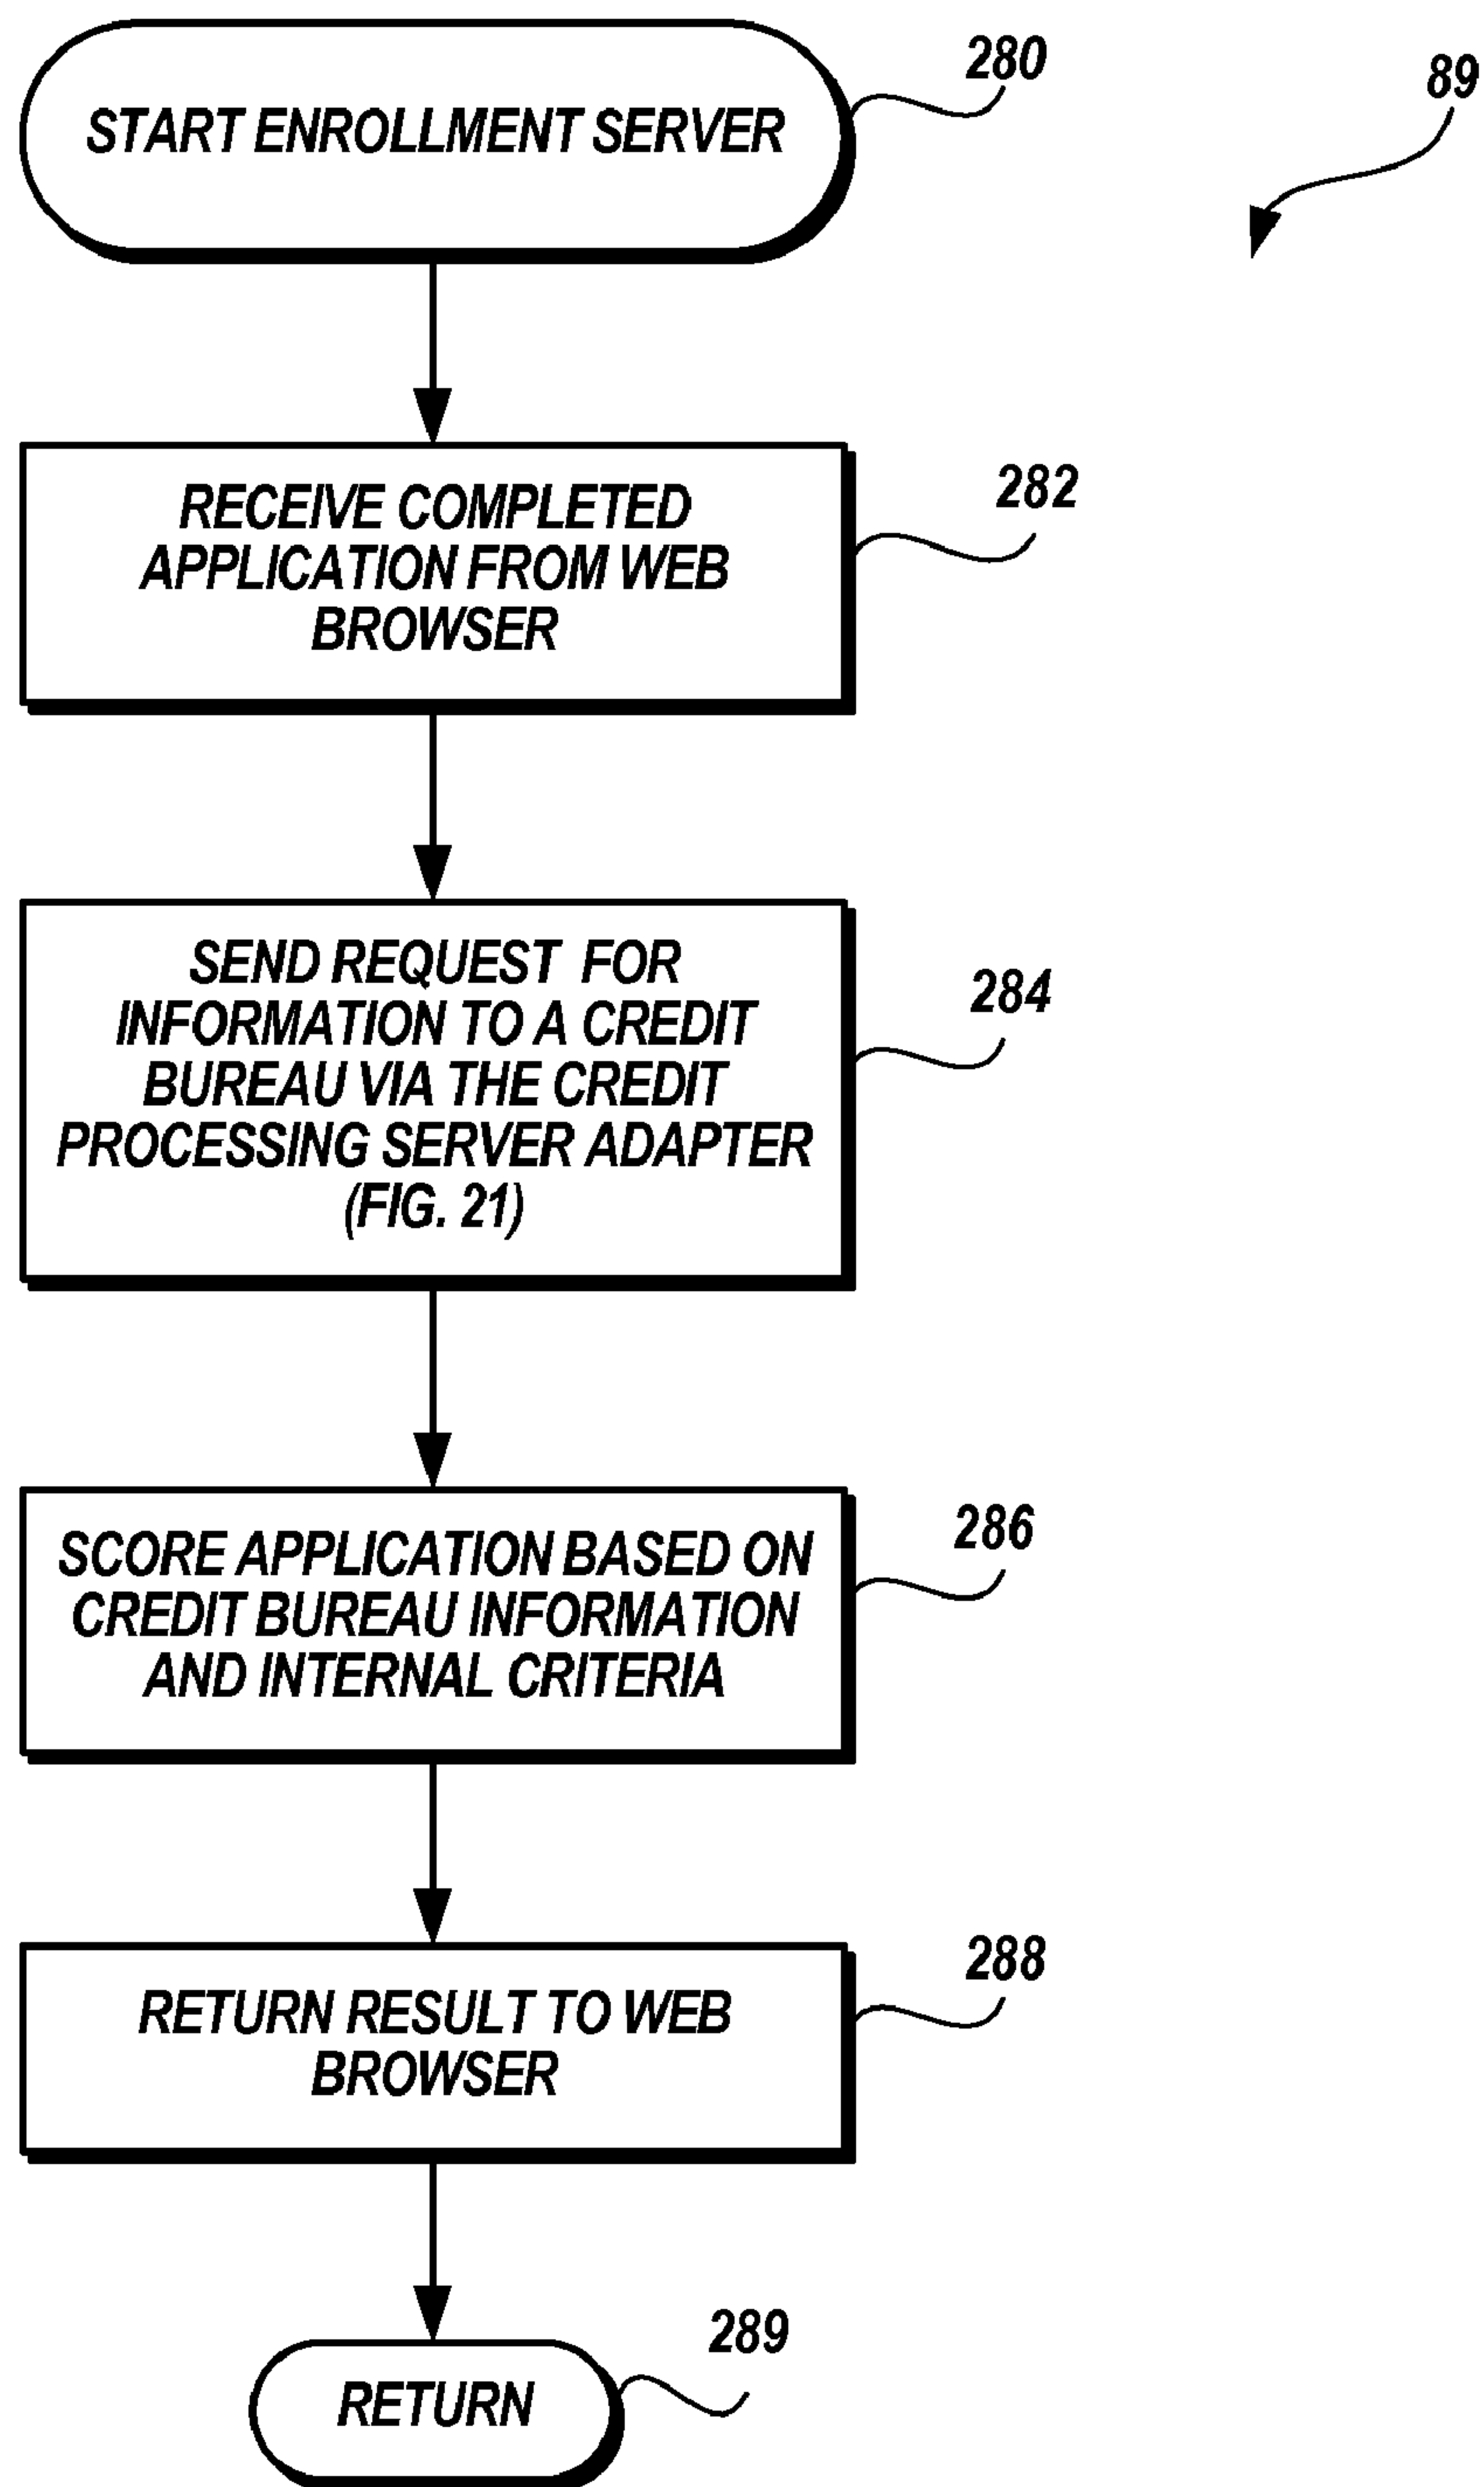 280
89
START ENROLLMENT SERVER
282
RECEIVE COMPLETED
APPLICATION FROM WEB
BROWSER
284
SEND REQUEST FOR
INFORMATION TO A CREDIT
BUREAU VIA THE CREDIT
PROCESSING SERVER ADAPTER
(FIG. 21)
286
SCORE APPLICATION BASED ON
CREDIT BUREAU INFORMATION
AND INTERNAL CRITERIA
288
RETURN RESULT TO WEB
BROWSER
289
RETURN